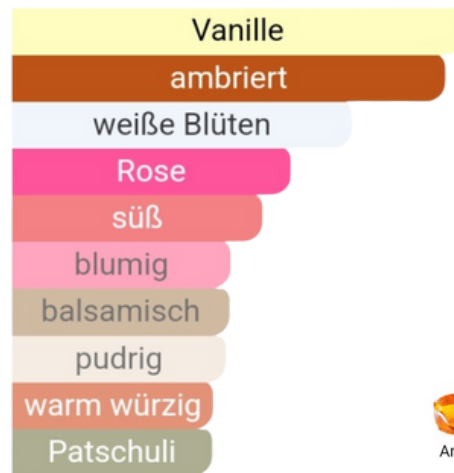 Vanille
ambriert
weiße Blüten
Rose
süß
blumig
balsamisch
pudrig
warm würzig
Patschuli